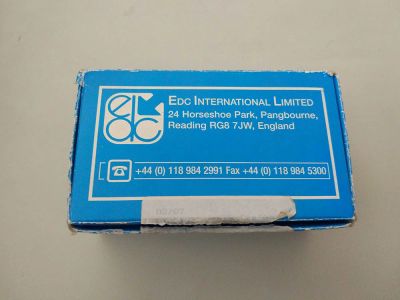 EDC INTERNATIONAL LIMITED
24 Horseshoe Park, Pangbourne,
Reading RG8 7JW, England
+44 (0) 118 984 2991 Fax +44 (0) 118 984 5300